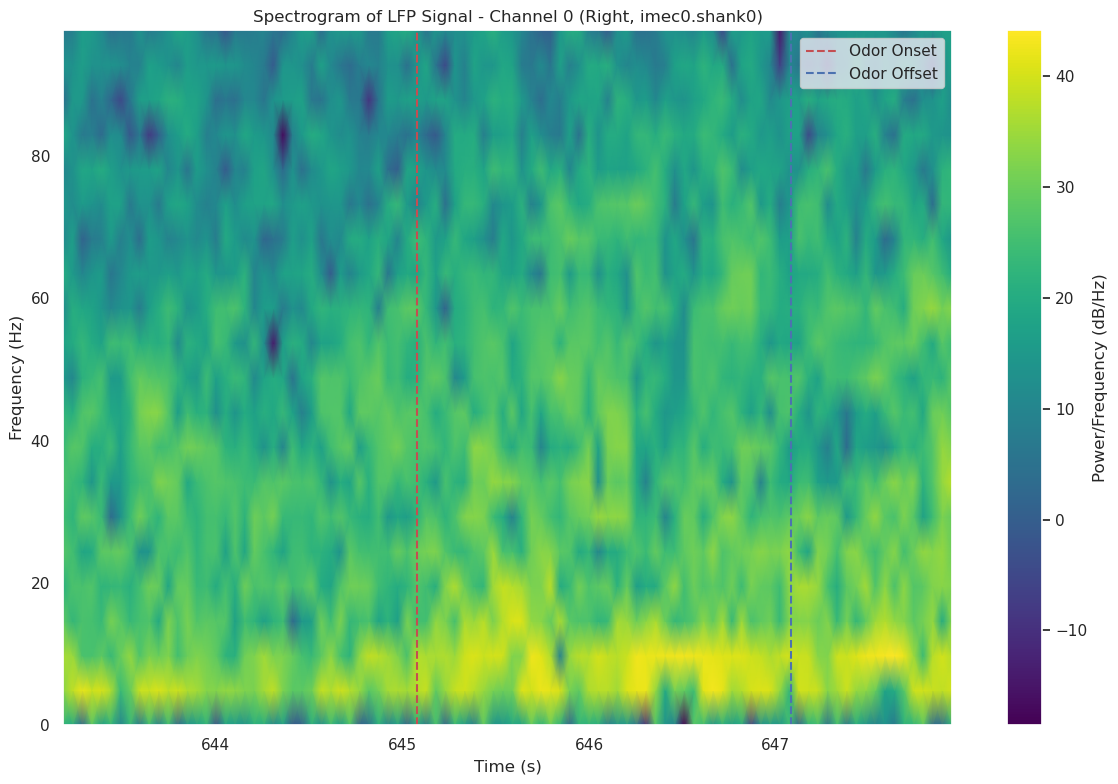 Spectrogram of LFP Signal - Channel 0 (Right, imec0.shank0)
Odor Onset
Odor Offset
80
60
40
20
0
Frequency (Hz)
644
645
646
647
Time (s)
40
30
20
10
0
−10
Power/Frequency (dB/Hz)